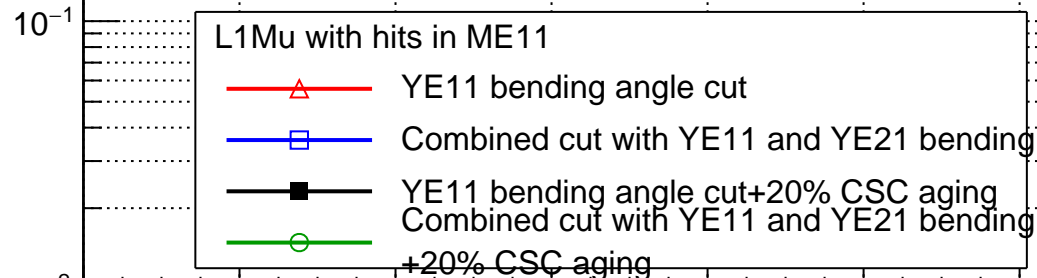 10⁻¹
L1Mu with hits in ME11
YE11 bending angle cut
Combined cut with YE11 and YE21 bending
YE11 bending angle cut+20% CSC aging
Combined cut with YE11 and YE21 bending
+20% CSC aging